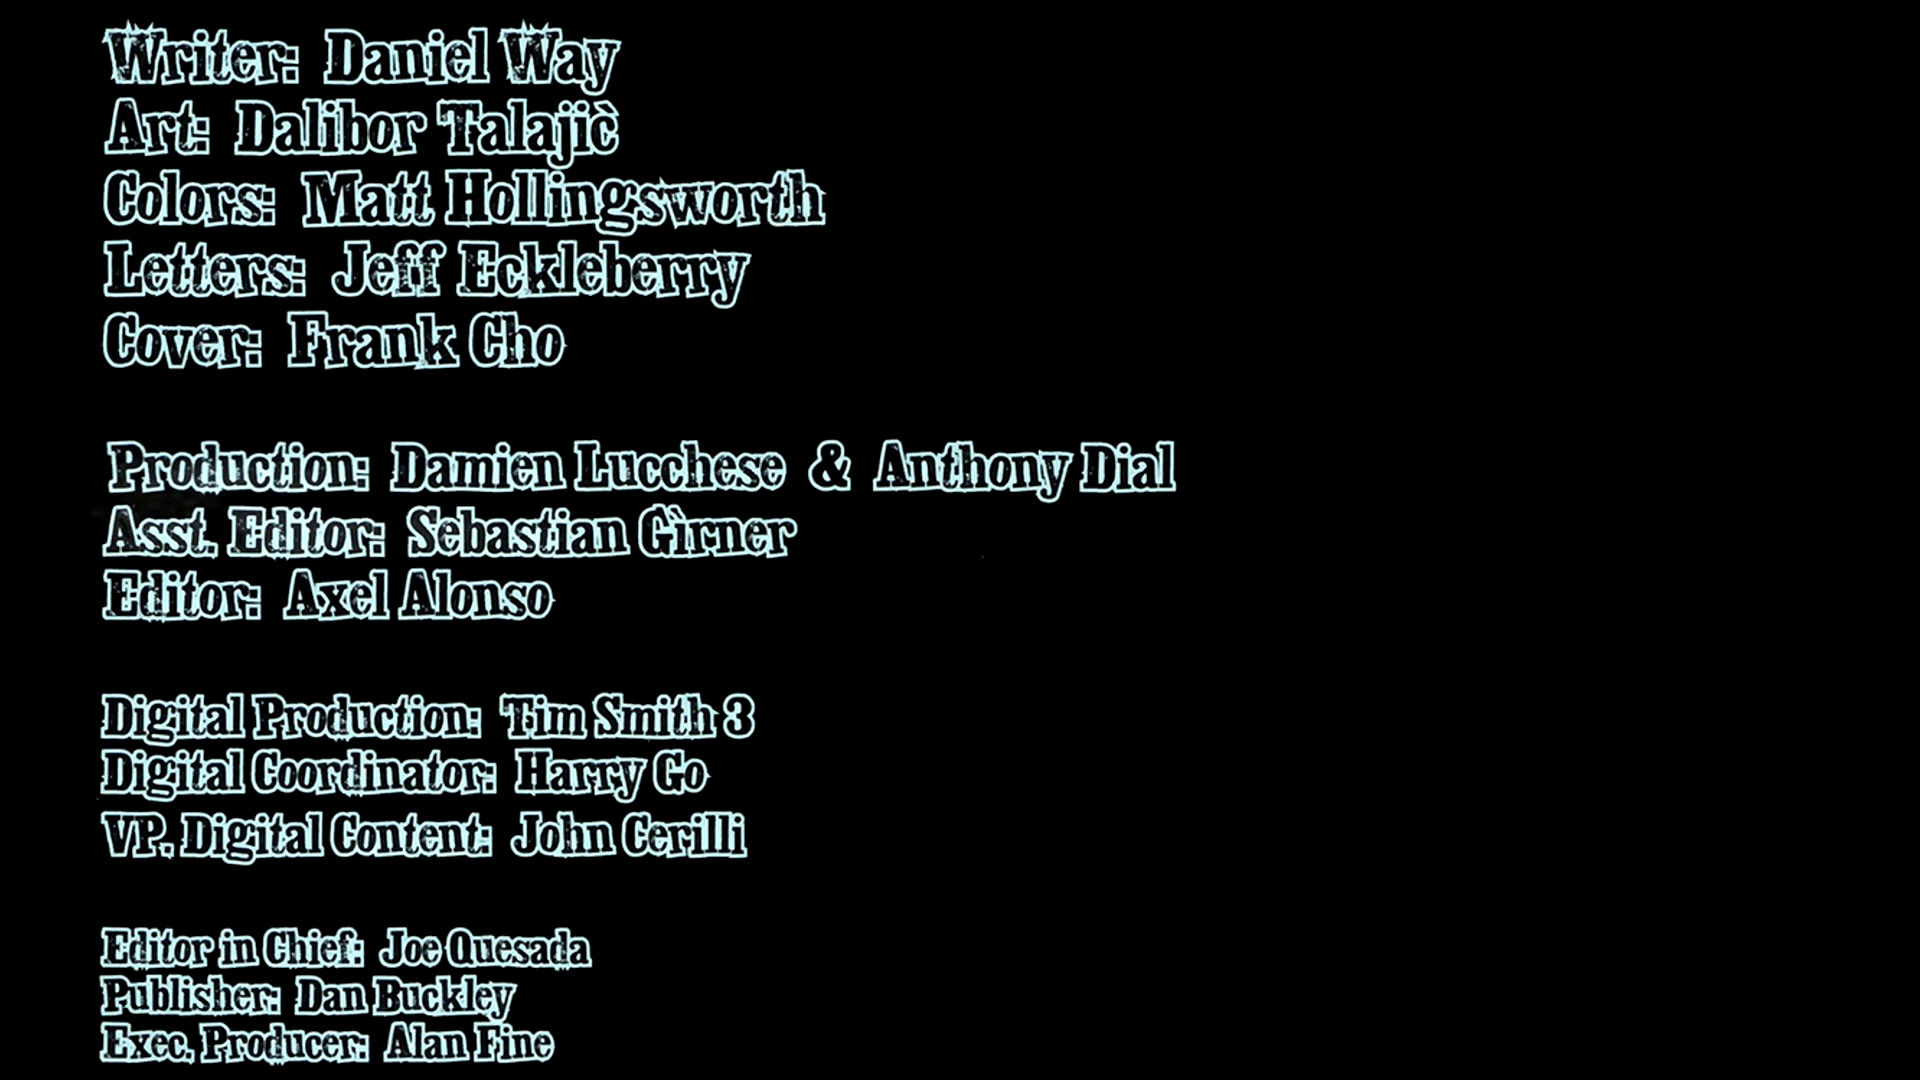 Writer: Daniel Way
Art: Dalibor Talajic̀
Colors: Matt Hollingsworth
Letters: Jeff Eckleberry
Cover: Frank Cho
Production: Damien Lucchese & Anthony Dial
Asst. Editor: Sebastian Gìrner
Editor: Axel Alonso
Digital Production: Tim Smith 3
Digital Coordinator: Harry Go
VP. Digital Content: John Cerilli
Editor in Chief: Joe Quesada
Publisher: Dan Buckley
Exec. Producer: Alan Fine